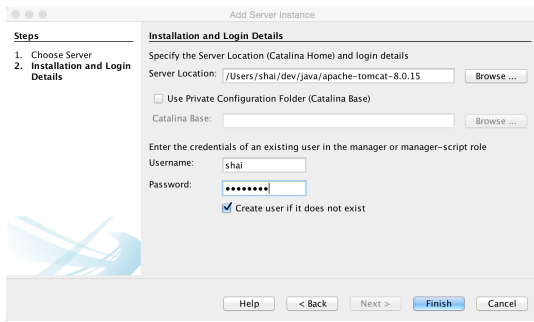 Add Server Instance
Steps
1. Choose Server
2. Installation and Login Details
Installation and Login Details
Specify the Server Location (Catalina Home) and login details
Server Location: /Users/shai/dev/java/apache-tomcat-8.0.15 Browse ...
Use Private Configuration Folder (Catalina Base)
Catalina Base: Browse ...
Enter the credentials of an existing user in the manager or manager-script role
Username: shai
Password: ••••••••
Create user if it does not exist
Help < Back Next > Finish Cancel